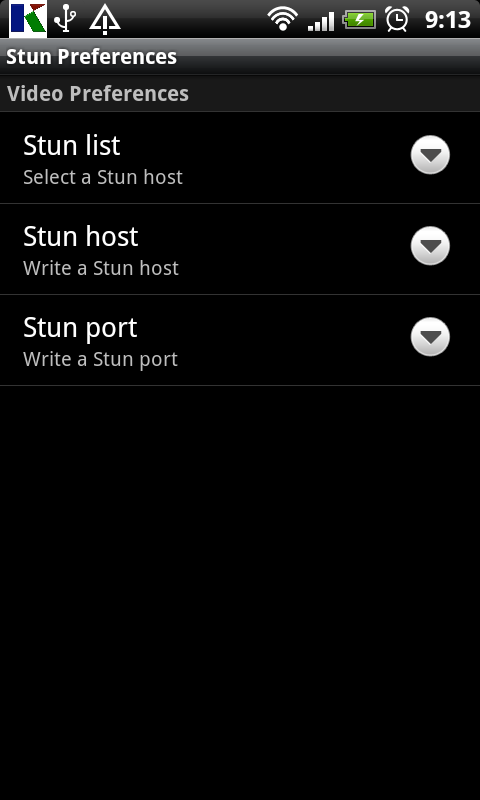 K 9:13
Stun Preferences
Video Preferences
Stun list
Select a Stun host
Stun host
Write a Stun host
Stun port
Write a Stun port